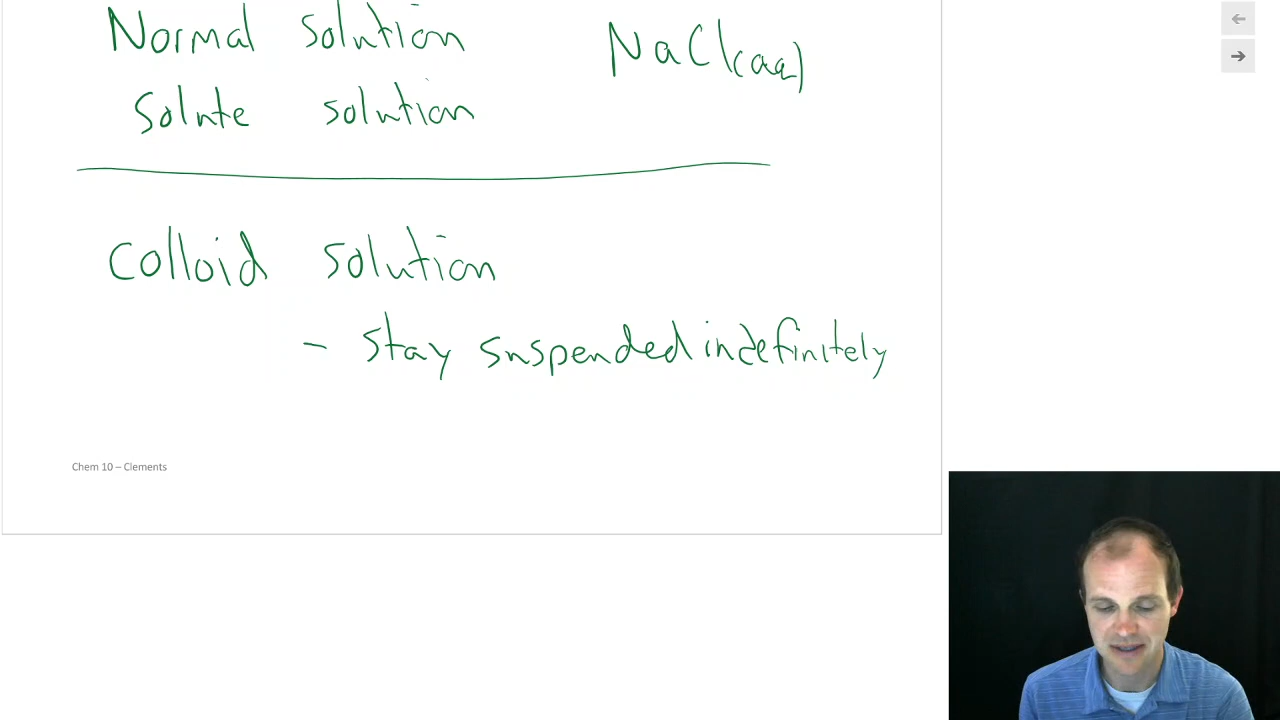 Normal solution NaCl(aq)
Solute solution
Colloid solution
- stay suspended indefinitely
Chem 10 – Clements